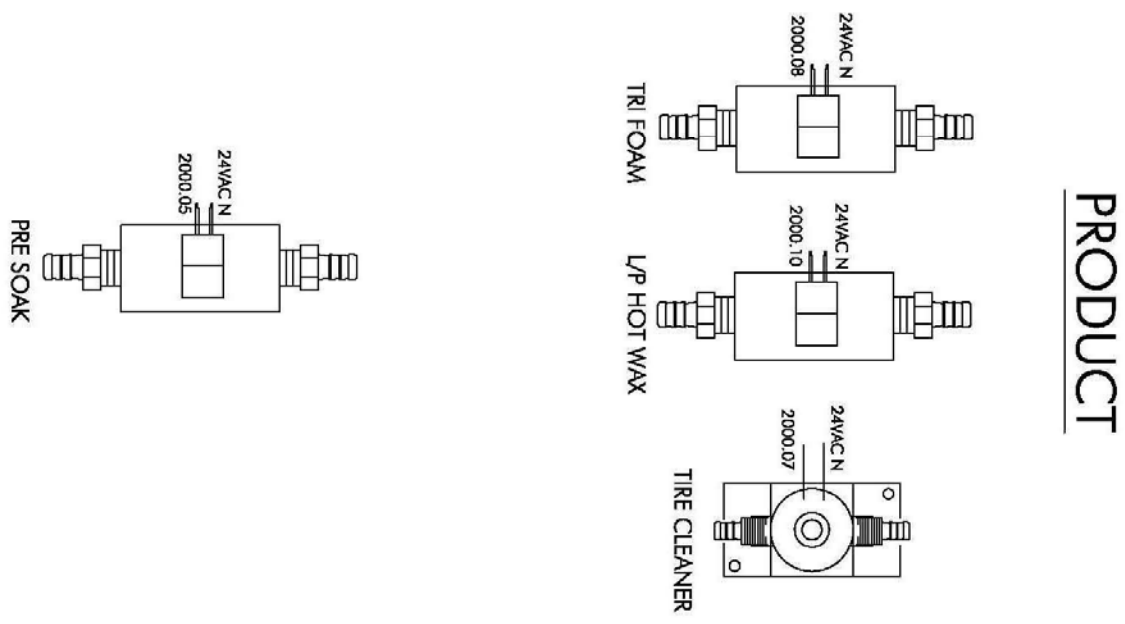 PRODUCT
24VAC N
2000.08
TRI FOAM
24VAC N
2000.10
L/P HOT WAX
24VAC N
2000.07
TIRE CLEANER
24VAC N
2000.05
PRE SOAK